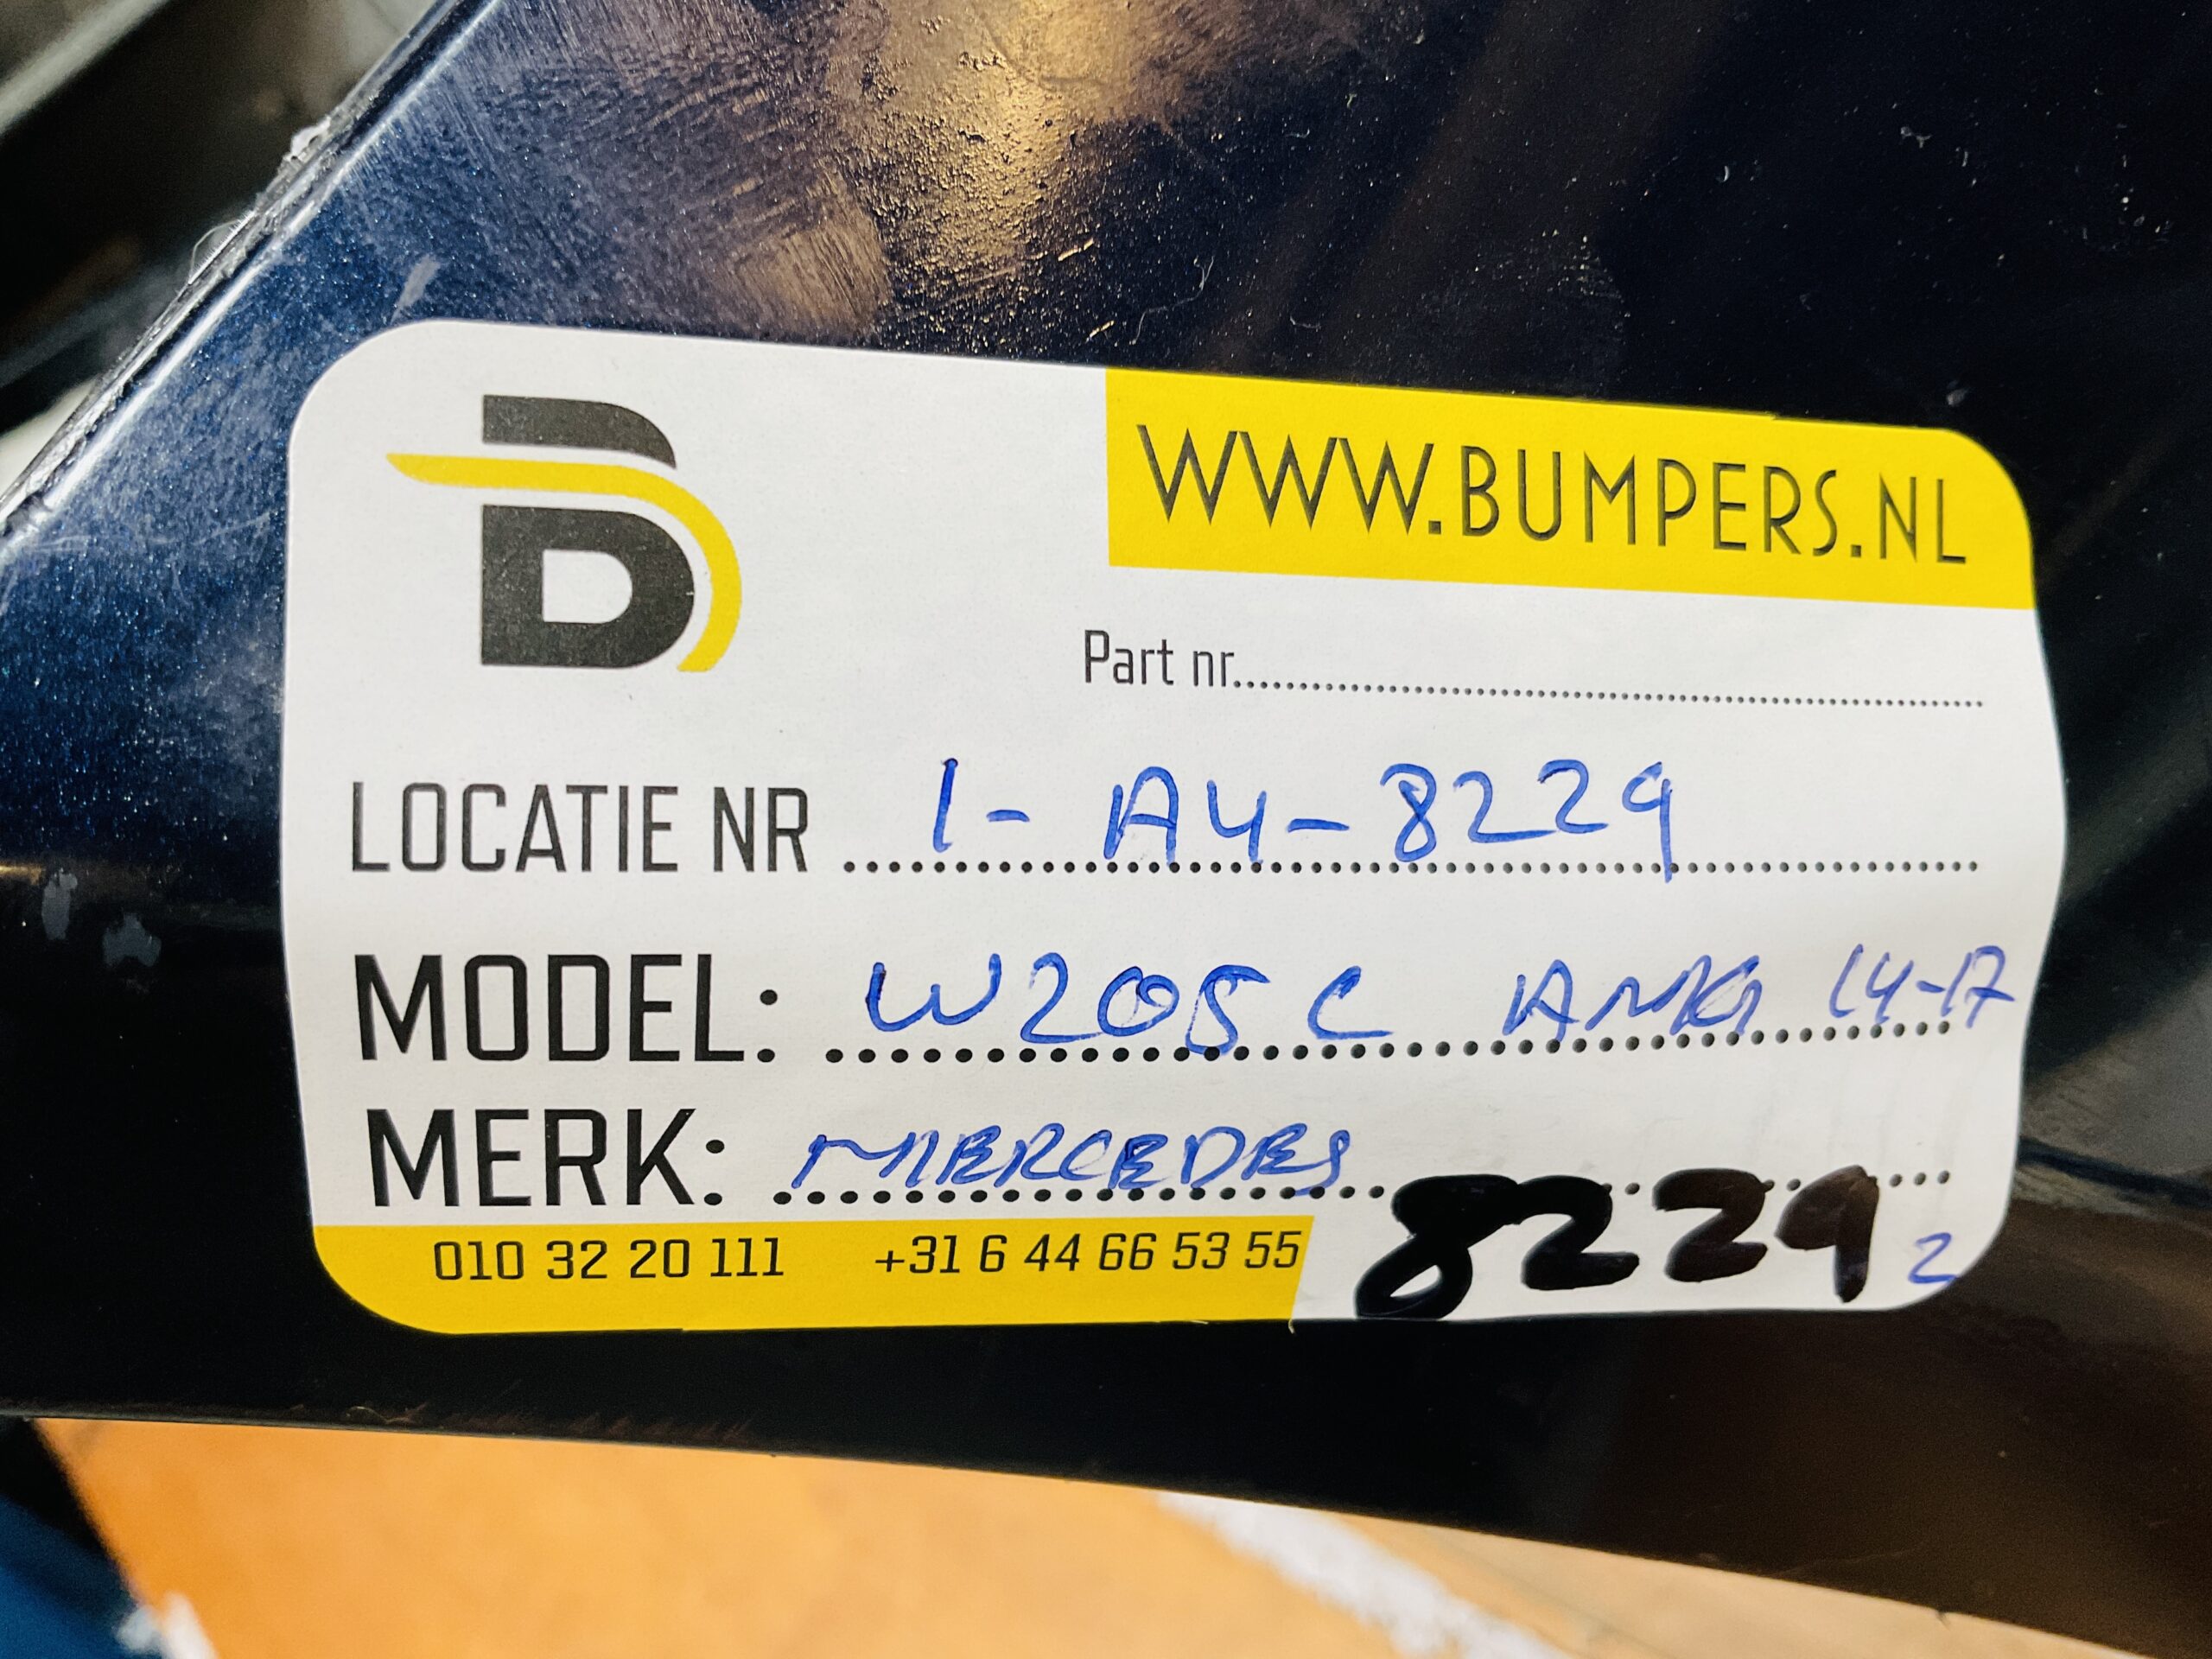 WWW.BUMPERS.NL
Part nr........................................
LOCATIE NR 1-A4-8229
MODEL: W205 C AMG 14-17
MERK: MERCEDES
010 32 20 111 +31 6 44 66 53 55 8229 2